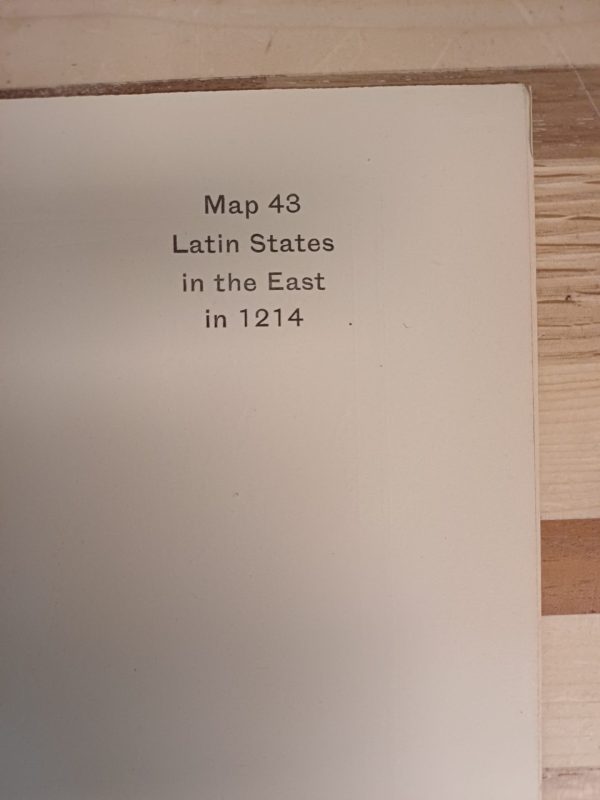 Map 43
Latin States
in the East
in 1214